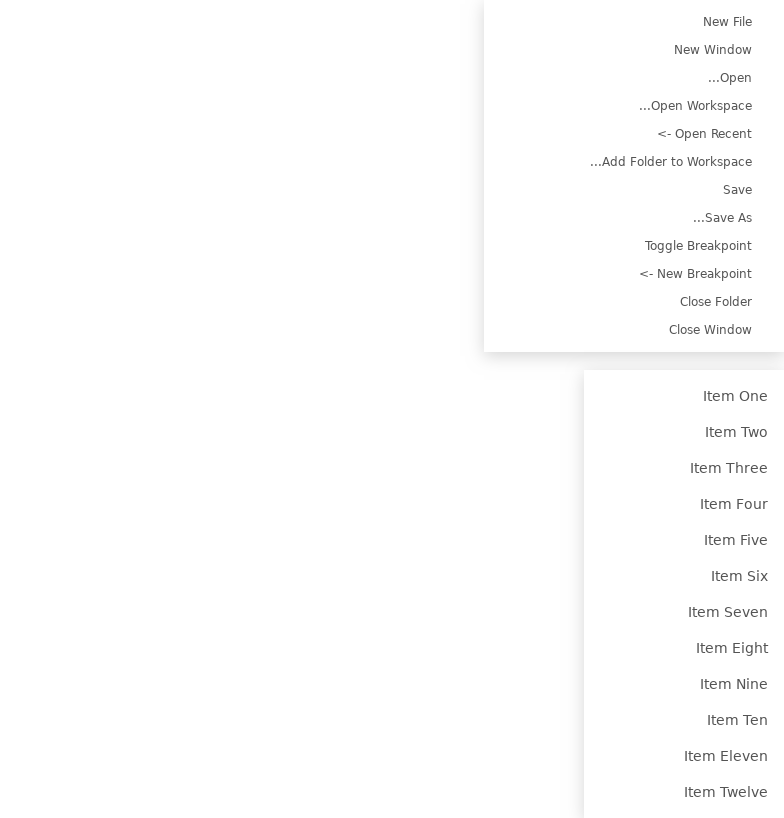 New File
New Window
...Open
...Open Workspace
<- Open Recent
...Add Folder to Workspace
Save
...Save As
Toggle Breakpoint
<- New Breakpoint
Close Folder
Close Window
Item One
Item Two
Item Three
Item Four
Item Five
Item Six
Item Seven
Item Eight
Item Nine
Item Ten
Item Eleven
Item Twelve